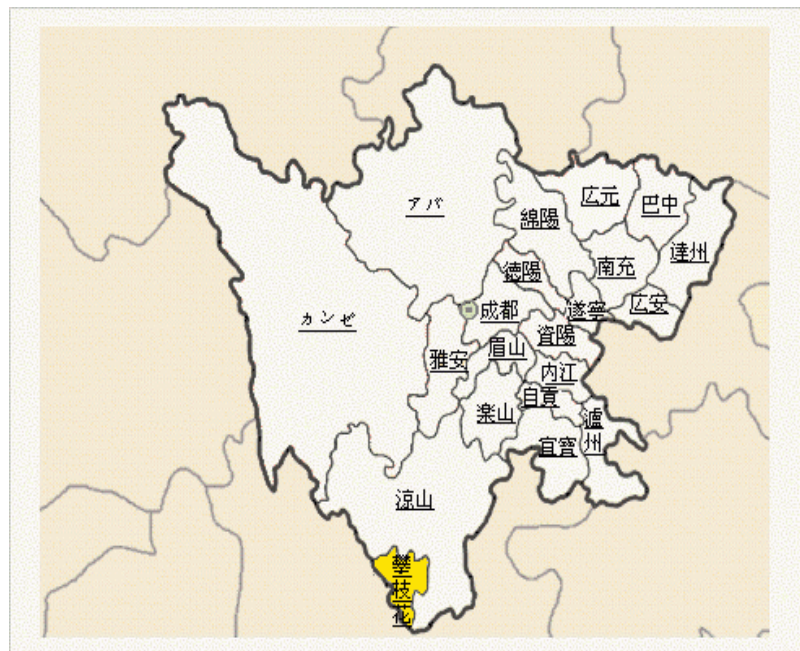 アバ
綿陽
広元
巴中
達州
南充
徳陽
広安
遂寧
成都
カンゼ
資陽
眉山
雅安
内江
自貢
楽山
瀘州
宜賓
涼山
攀枝花